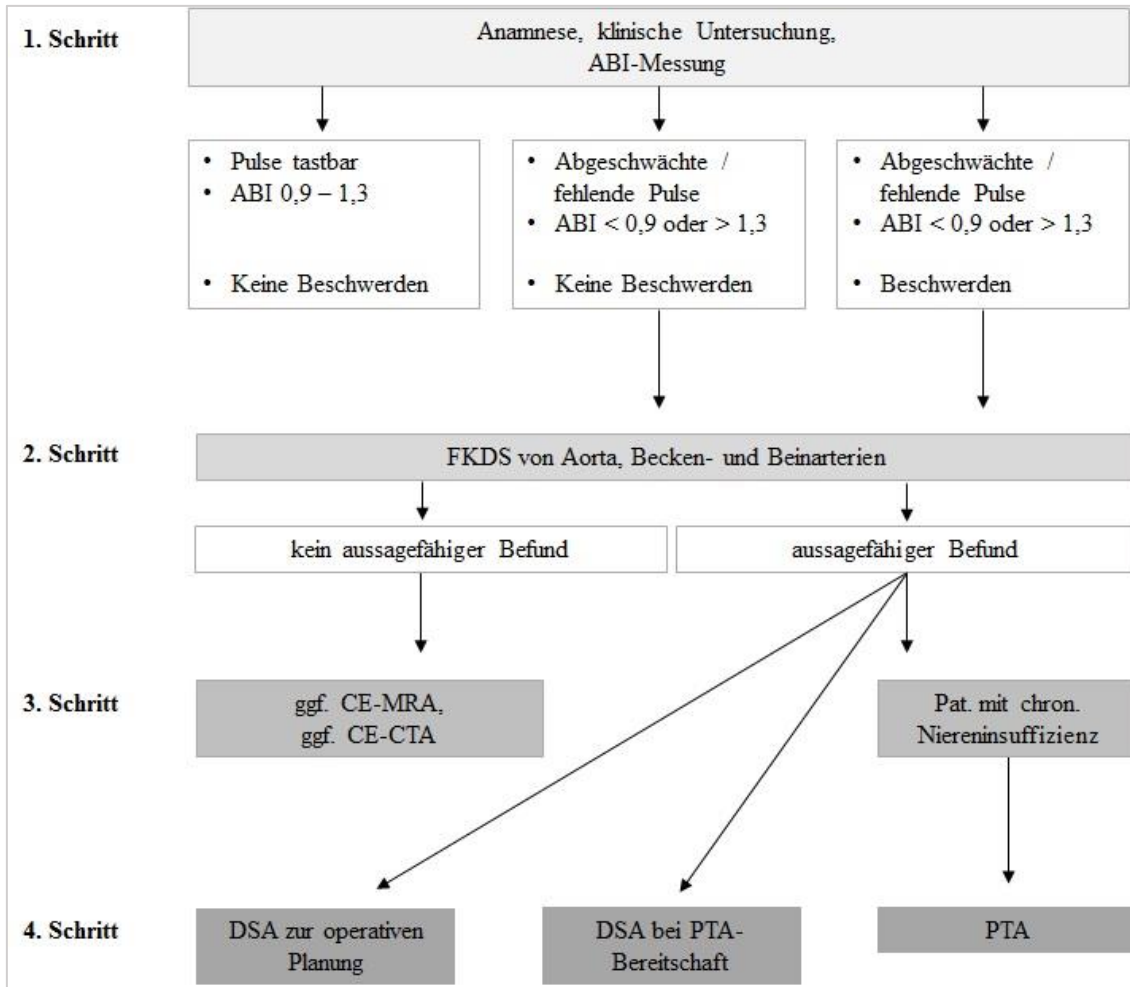 1. Schritt
Anamnese, klinische Untersuchung,
ABI-Messung
• Pulse tastbar
• ABI 0,9 – 1,3
• Keine Beschwerden
• Abgeschwächte /
fehlende Pulse
• ABI < 0,9 oder > 1,3
• Keine Beschwerden
• Abgeschwächte /
fehlende Pulse
• ABI < 0,9 oder > 1,3
• Beschwerden
2. Schritt
FKDS von Aorta, Becken- und Beinarterien
kein aussagefähiger Befund
aussagefähiger Befund
3. Schritt
ggf. CE-MRA,
ggf. CE-CTA
Pat. mit chron.
Niereninsuffizienz
4. Schritt
DSA zur operativen
Planung
DSA bei PTA-
Bereitschaft
PTA